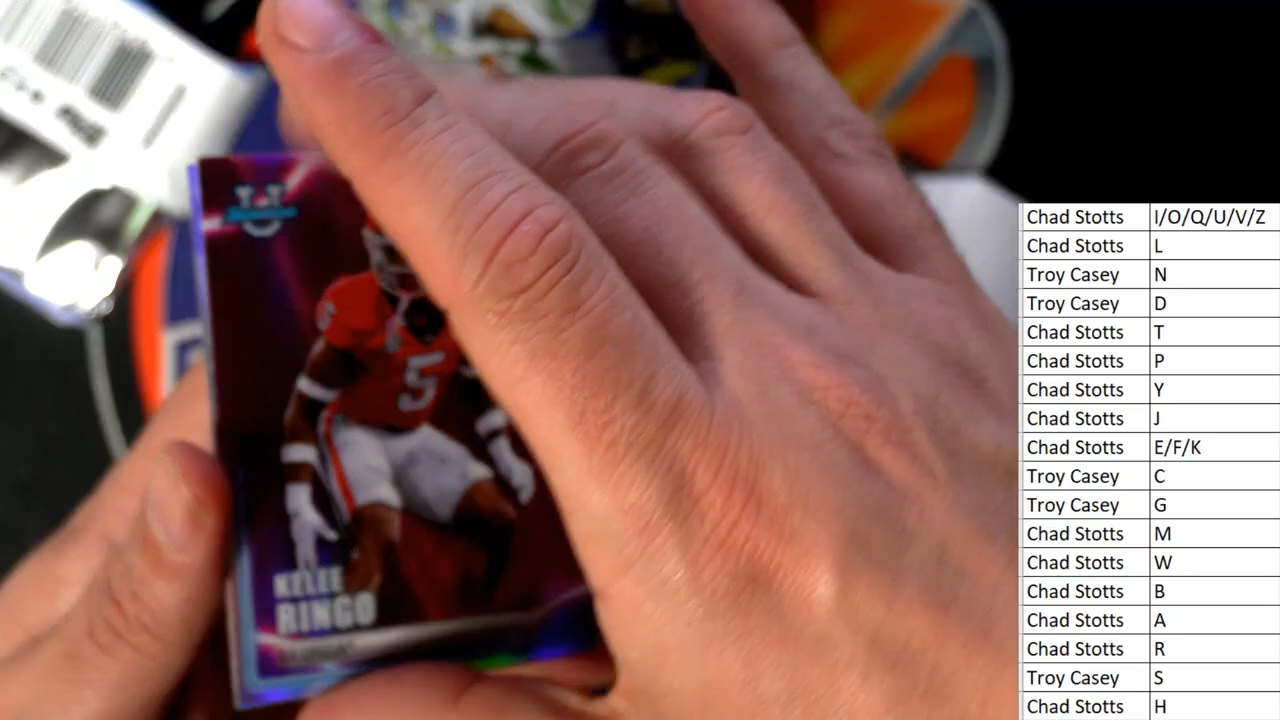 5
5
KELEE
RINGO
Chad Stotts I/O/Q/U/V/Z
Chad Stotts L
Troy Casey N
Troy Casey D
Chad Stotts T
Chad Stotts P
Chad Stotts Y
Chad Stotts J
Chad Stotts E/F/K
Troy Casey C
Troy Casey G
Chad Stotts M
Chad Stotts W
Chad Stotts B
Chad Stotts A
Chad Stotts R
Troy Casey S
Chad Stotts H